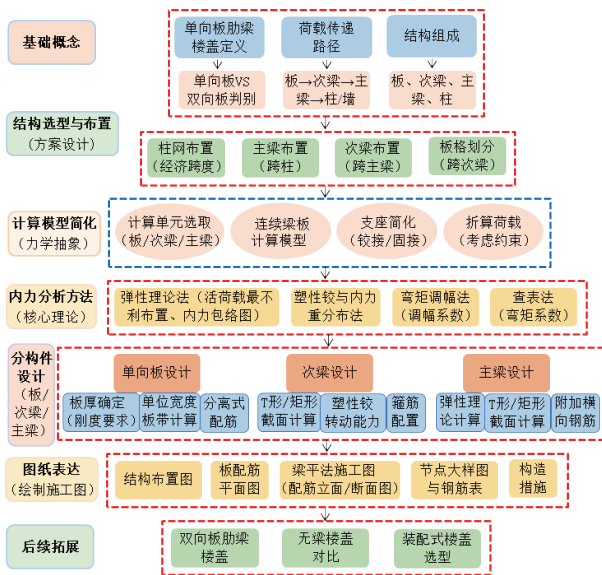 基础概念
单向板肋梁
楼盖定义
荷载传递
路径
结构组成
单向板VS
双向板判别
板→次梁→主
梁→柱/墙
板、次梁、主
梁、柱
结构选型与布置
（方案设计）
柱网布置
（经济跨度）
主梁布置
（跨柱）
次梁布置
（跨主梁）
板格划分
（跨次梁）
计算模型简化
（力学抽象）
计算单元选取
（板/次梁/主梁）
连续梁板
计算模型
支座简化
（铰接/固接）
折算荷载
（考虑约束）
内力分析方法
（核心理论）
弹性理论法（活荷载最不
利布置、内力包络图）
塑性铰与内力
重分布法
弯矩调幅法
（调幅系数）
查表法
（弯矩系数）
分构件
设计
（板/
次梁/
主梁）
单向板设计
次梁设计
主梁设计
板厚确定
（刚度要求）
单位宽度
板带计算
分离式
配筋
T形/矩形
截面计算
塑性铰
转动能力
箍筋
配置
弹性理
论计算
T形/矩形
截面计算
附加横
向钢筋
图纸表达
（绘制施工图）
结构布置图
板配筋
平面图
梁平法施工图
（配筋立面/断面图）
节点大样图
与钢筋表
构造
措施
后续拓展
双向板肋梁
楼盖
无梁楼盖
对比
装配式楼盖
选型